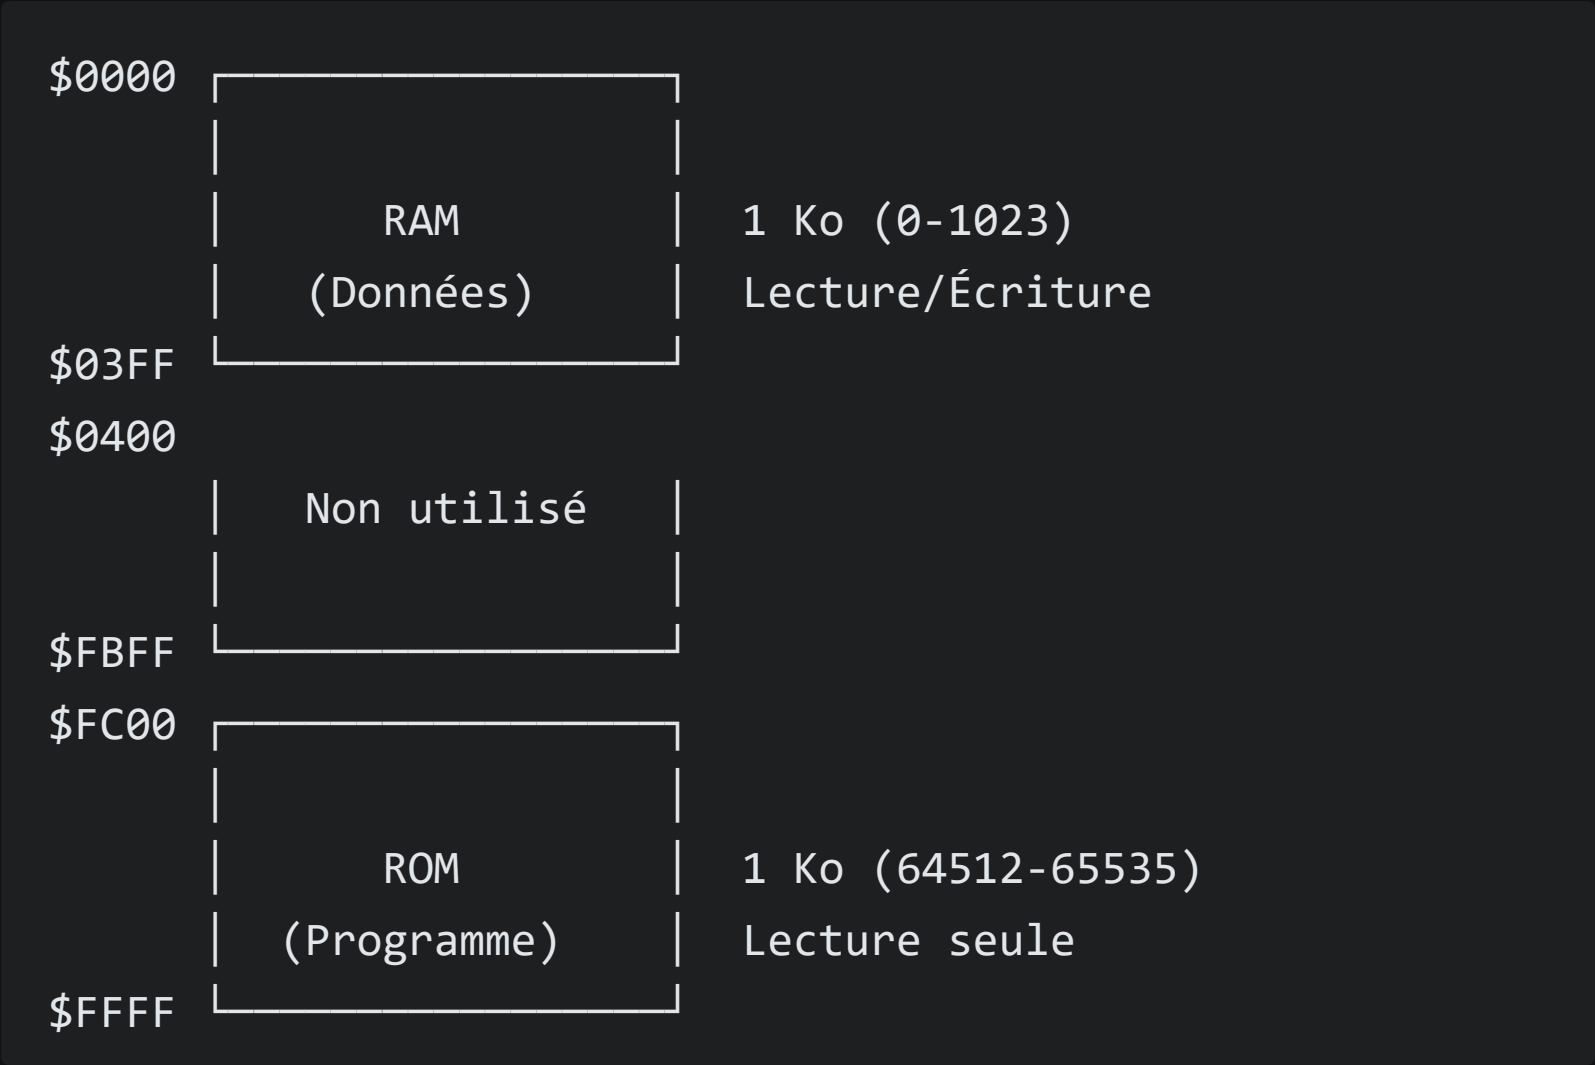 $0000
RAM 1 Ko (0-1023)
(Données) Lecture/Écriture
$03FF
$0400
Non utilisé
$FBFF
$FC00
ROM 1 Ko (64512-65535)
(Programme) Lecture seule
$FFFF